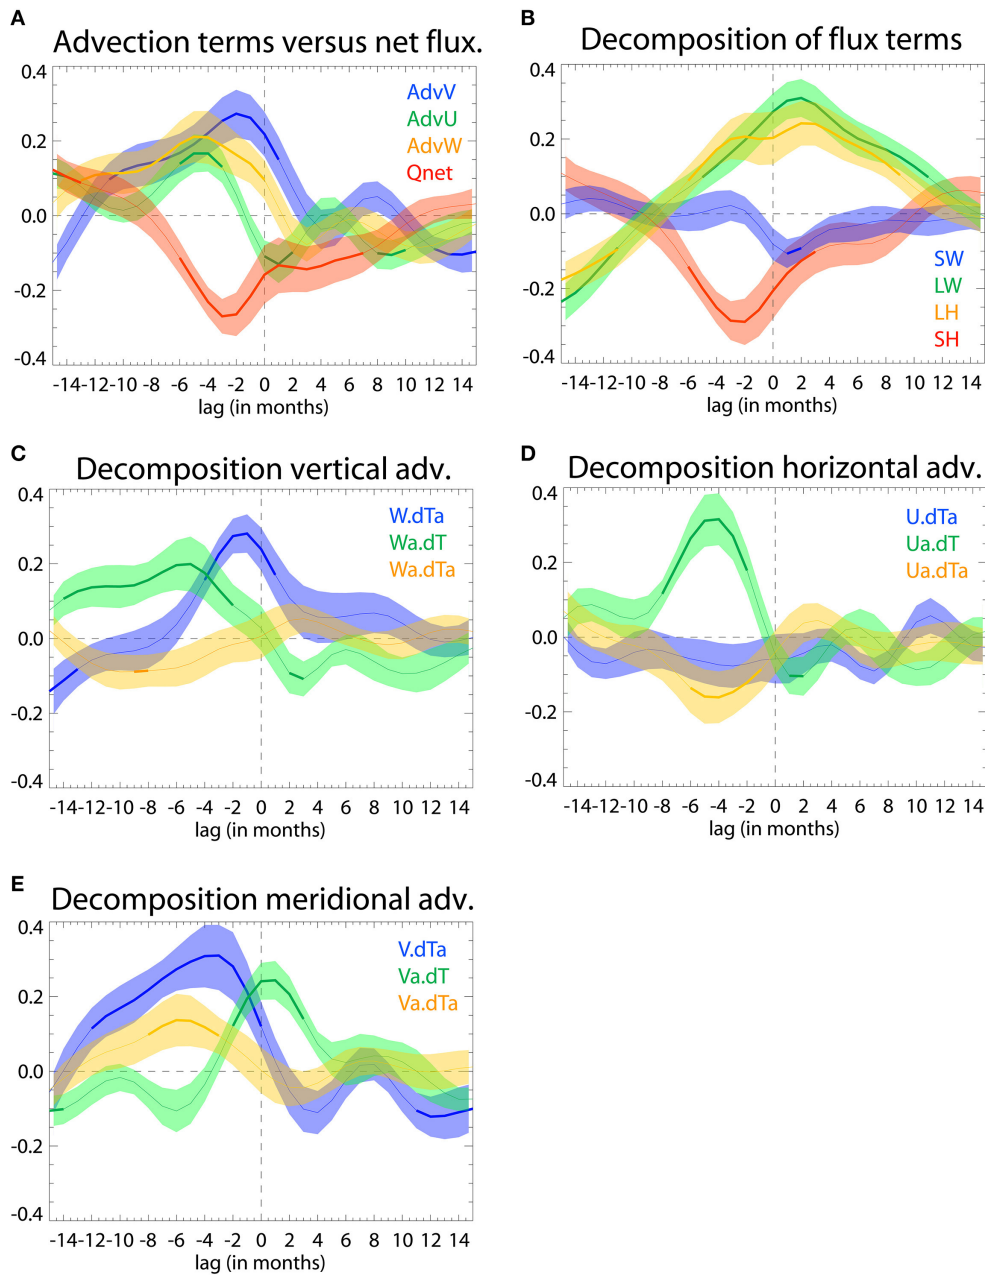 A
Advection terms versus net flux.
0.4
0.2
0.0
-0.2
-0.4
AdvV
AdvU
AdvW
Qnet
-14 -12 -10 -8 -6 -4 -2 0 2 4 6 8 10 12 14
lag (in months)
B
Decomposition of flux terms
0.4
0.2
0.0
-0.2
-0.4
SW
LW
LH
SH
-14 -12 -10 -8 -6 -4 -2 0 2 4 6 8 10 12 14
lag (in months)
C
Decomposition vertical adv.
0.4
0.2
0.0
-0.2
-0.4
W.dTa
Wa.dT
Wa.dTa
-14 -12 -10 -8 -6 -4 -2 0 2 4 6 8 10 12 14
lag (in months)
D
Decomposition horizontal adv.
0.4
0.2
0.0
-0.2
-0.4
U.dTa
Ua.dT
Ua.dTa
-14 -12 -10 -8 -6 -4 -2 0 2 4 6 8 10 12 14
lag (in months)
E
Decomposition meridional adv.
0.4
0.2
0.0
-0.2
-0.4
V.dTa
Va.dT
Va.dTa
-14 -12 -10 -8 -6 -4 -2 0 2 4 6 8 10 12 14
lag (in months)